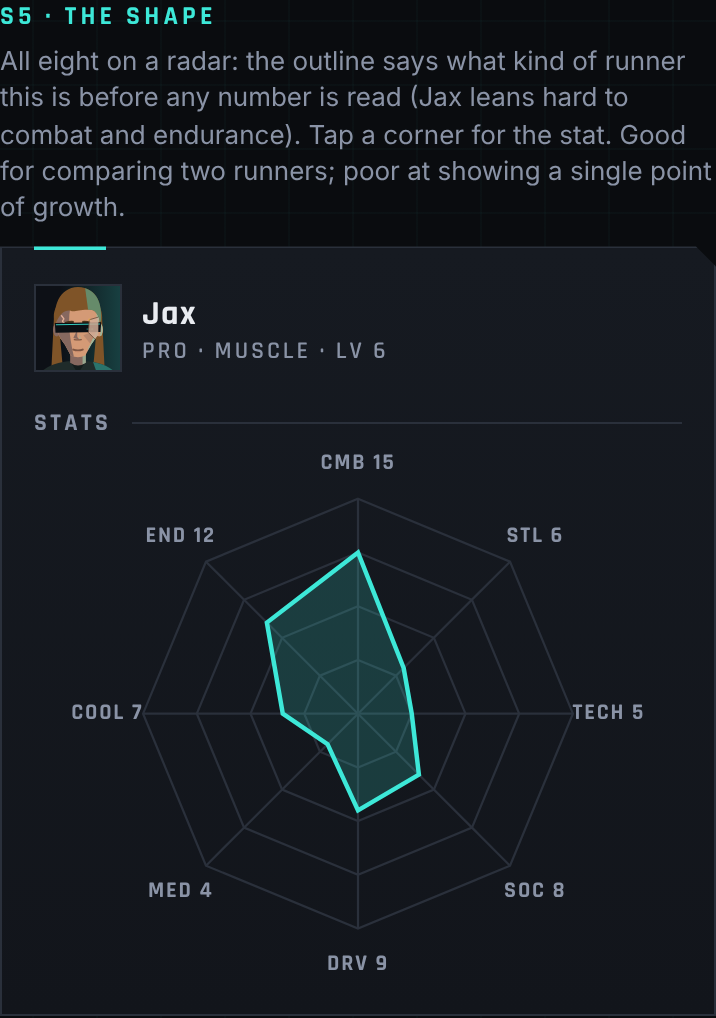 S5 · THE SHAPE
All eight on a radar: the outline says what kind of runner
this is before any number is read (Jax leans hard to
combat and endurance). Tap a corner for the stat. Good
for comparing two runners; poor at showing a single point
of growth.
Jax
PRO · MUSCLE · LV 6
STATS
CMB 15
END 12
STL 6
COOL 7
TECH 5
MED 4
SOC 8
DRV 9